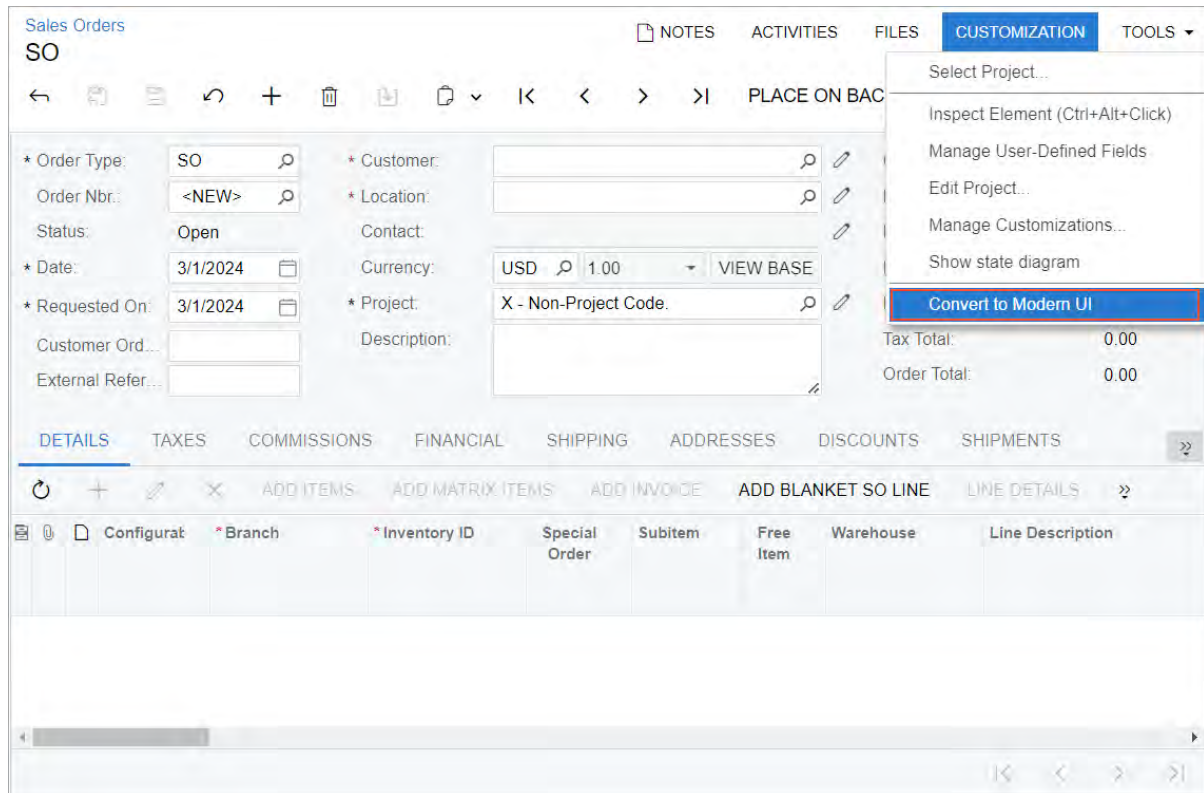 Sales Orders
NOTES ACTIVITIES FILES CUSTOMIZATION TOOLS
SO
PLACE ON BAC
Select Project...
Inspect Element (Ctrl+Alt+Click)
Manage User-Defined Fields
Edit Project...
Manage Customizations...
Show state diagram
Convert to Modern UI
* Order Type: SO * Customer:
Order Nbr.: <NEW> * Location:
Status: Open Contact:
* Date: 3/1/2024 Currency: USD 1.00 VIEW BASE
* Requested On: 3/1/2024 * Project: X - Non-Project Code.
Customer Ord... Description: Tax Total: 0.00
External Refer... Order Total: 0.00
DETAILS TAXES COMMISSIONS FINANCIAL SHIPPING ADDRESSES DISCOUNTS SHIPMENTS
ADD ITEMS ADD MATRIX ITEMS ADD INVOICE ADD BLANKET SO LINE LINE DETAILS
Configurat * Branch * Inventory ID Special Subitem Free Warehouse Line Description
Order Item